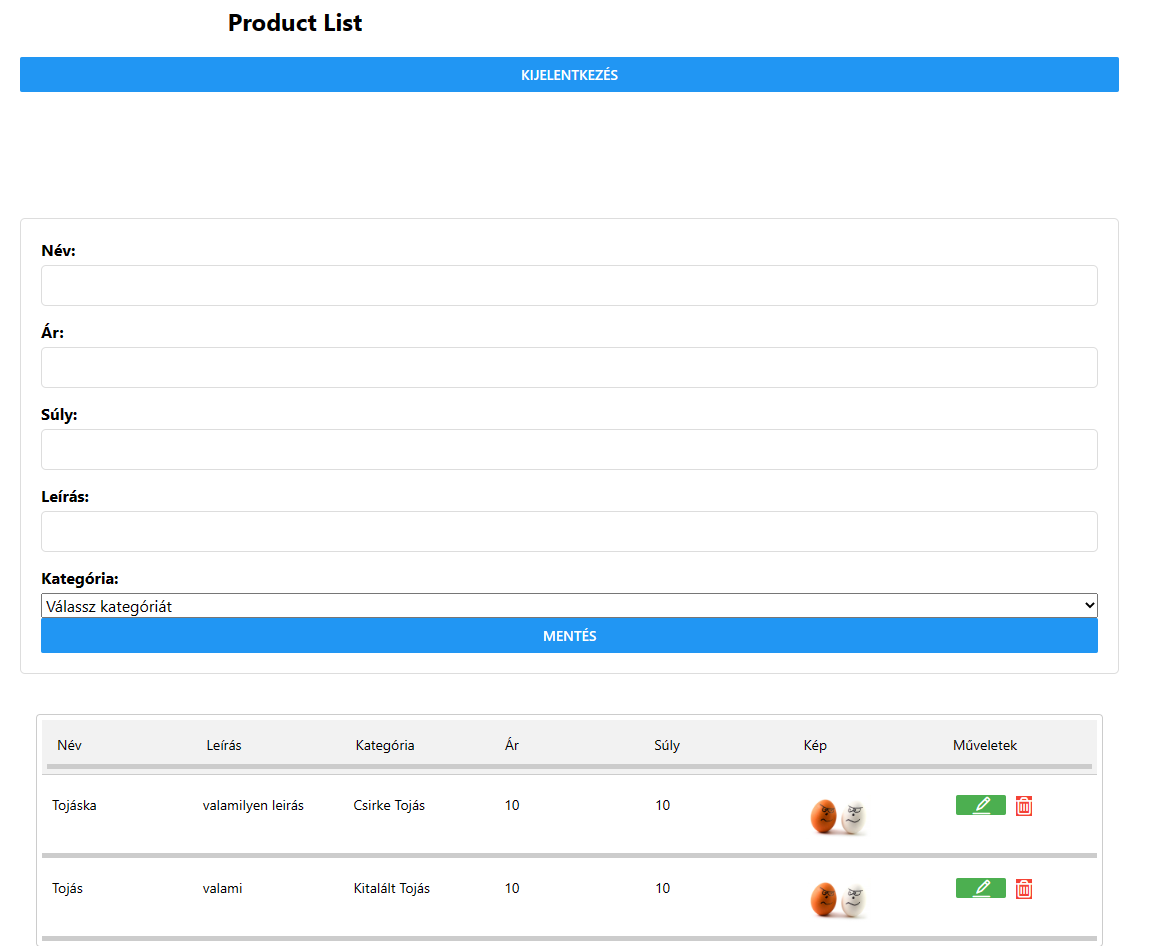 Product List
KIJELENTKEZÉS
Név:
Ár:
Súly:
Leírás:
Kategória:
Válassz kategóriát
MENTÉS
Név Leírás Kategória Ár Súly Kép Műveletek
Tojáska valamilyen leirás Csirke Tojás 10 10
Tojás valami Kitalált Tojás 10 10